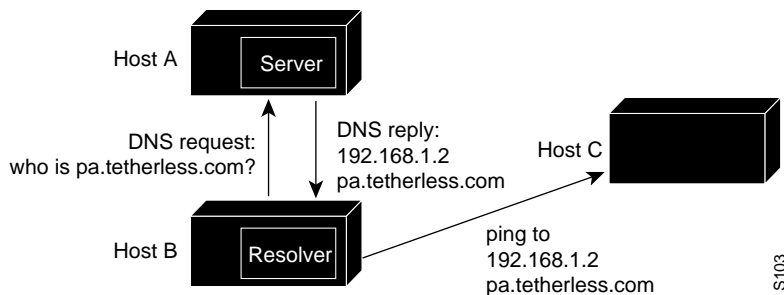 Host A
Server
DNS request:
who is pa.tetherless.com?
DNS reply:
192.168.1.2
pa.tetherless.com
Host C
Host B
Resolver
ping to
192.168.1.2
pa.tetherless.com
S103